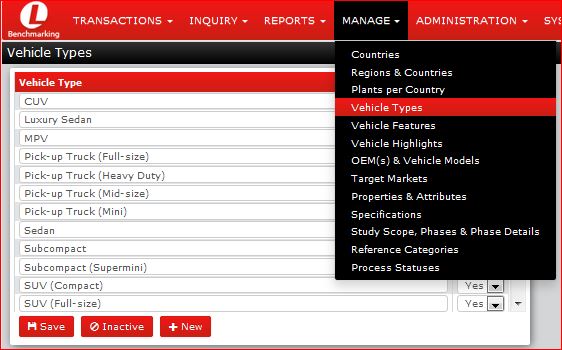 L
Benchmarking
TRANSACTIONS INQUIRY REPORTS MANAGE ADMINISTRATION SYS
Vehicle Types
Vehicle Type
CUV
Luxury Sedan
MPV
Pick-up Truck (Full-size)
Pick-up Truck (Heavy Duty)
Pick-up Truck (Mid-size)
Pick-up Truck (Mini)
Sedan
Subcompact
Subcompact (Supermini)
SUV (Compact) Yes
SUV (Full-size) Yes
Save Inactive + New
Countries
Regions & Countries
Plants per Country
Vehicle Types
Vehicle Features
Vehicle Highlights
OEM(s) & Vehicle Models
Target Markets
Properties & Attributes
Specifications
Study Scope, Phases & Phase Details
Reference Categories
Process Statuses